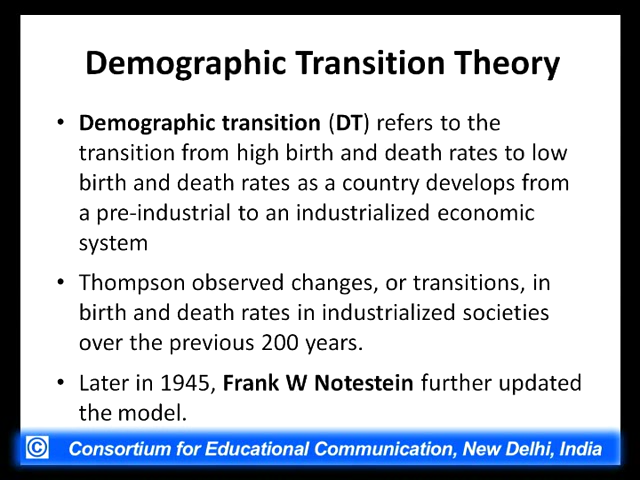 Demographic Transition Theory
• Demographic transition (DT) refers to the
transition from high birth and death rates to low
birth and death rates as a country develops from
a pre-industrial to an industrialized economic
system
• Thompson observed changes, or transitions, in
birth and death rates in industrialized societies
over the previous 200 years.
• Later in 1945, Frank W Notestein further updated
the model.
© Consortium for Educational Communication, New Delhi, India